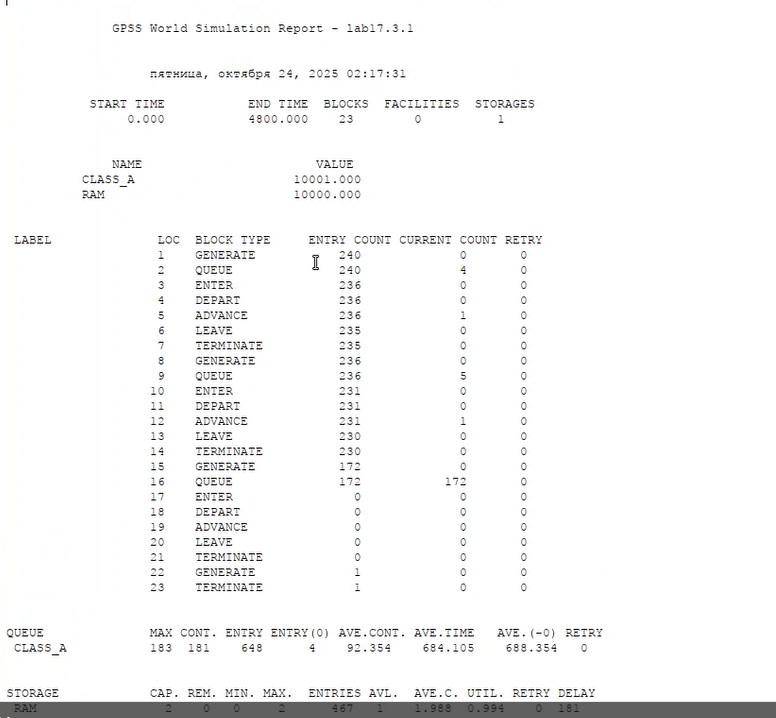 GPSS World Simulation Report - lab17.3.1
пятница, октября 24, 2025 02:17:31
START TIME END TIME BLOCKS FACILITIES STORAGES
0.000 4800.000 23 0 1
NAME VALUE
CLASS_A 10001.000
RAM 10000.000
LABEL LOC BLOCK TYPE ENTRY COUNT CURRENT COUNT RETRY
1 GENERATE 240 0 0
2 QUEUE 240 4 0
3 ENTER 236 0 0
4 DEPART 236 0 0
5 ADVANCE 236 1 0
6 LEAVE 235 0 0
7 TERMINATE 235 0 0
8 GENERATE 236 0 0
9 QUEUE 236 5 0
10 ENTER 231 0 0
11 DEPART 231 0 0
12 ADVANCE 231 1 0
13 LEAVE 230 0 0
14 TERMINATE 230 0 0
15 GENERATE 172 0 0
16 QUEUE 172 172 0
17 ENTER 0 0 0
18 DEPART 0 0 0
19 ADVANCE 0 0 0
20 LEAVE 0 0 0
21 TERMINATE 0 0 0
22 GENERATE 1 0 0
23 TERMINATE 1 0 0
QUEUE MAX CONT. ENTRY ENTRY(0) AVE.CONT. AVE.TIME AVE.(-0) RETRY
CLASS_A 183 181 648 4 92.354 684.105 688.354 0
STORAGE CAP. REM. MIN. MAX. ENTRIES AVL. AVE.C. UTIL. RETRY DELAY
RAM 2 0 0 2 467 1 1.988 0.994 0 181